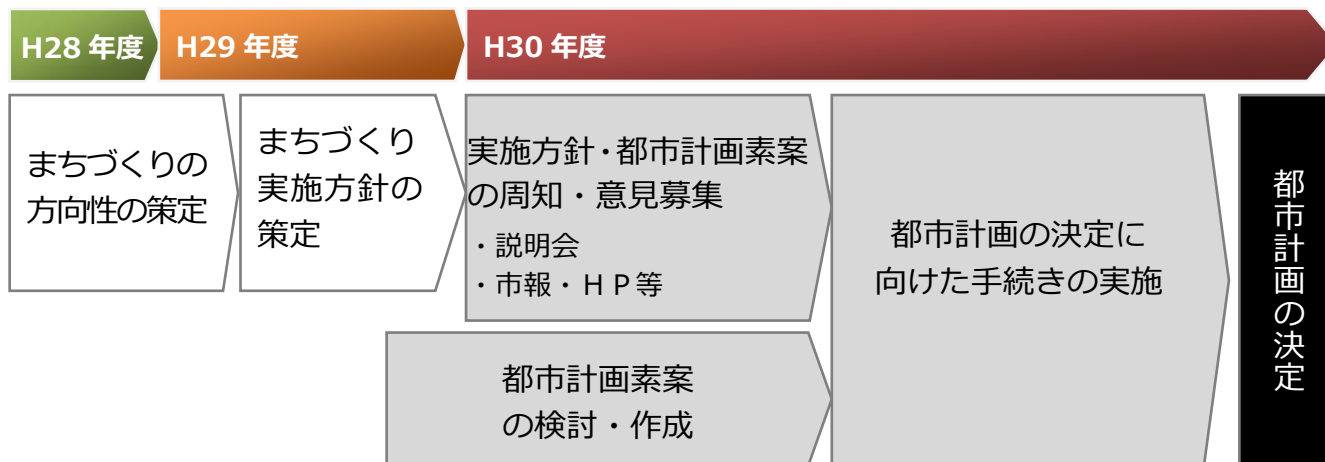 H28 年度
H29 年度
H30 年度
まちづくりの
方向性の策定
まちづくり
実施方針の
策定
実施方針・都市計画素案
の周知・意見募集
・説明会
・市報・ＨＰ等
都市計画素案
の検討・作成
都市計画の決定に
向けた手続きの実施
都市計画の決定